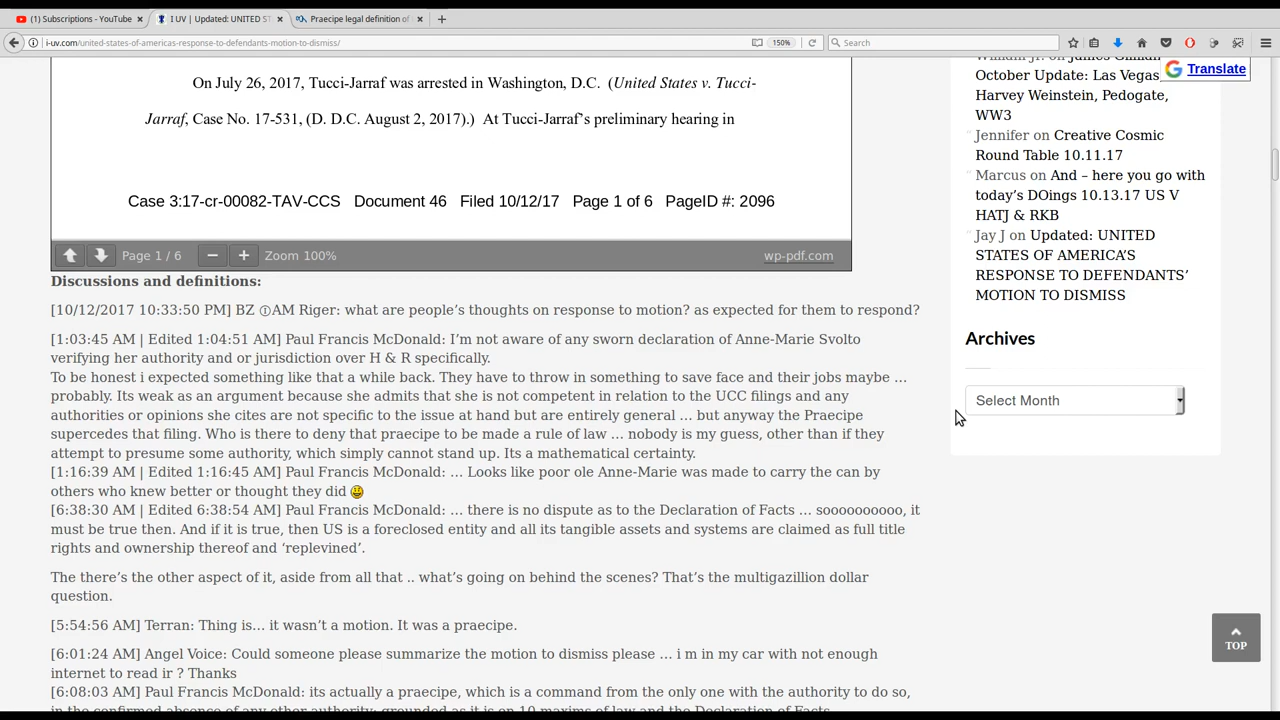 (1) Subscriptions - YouTube
I UV | Updated: UNITED ST
Praecipe legal definition of
i-uv.com/united-states-of-americas-response-to-defendants-motion-to-dismiss/
150%
Search
Translate
On July 26, 2017, Tucci-Jarraf was arrested in Washington, D.C. (United States v. Tucci-
Jarraf, Case No. 17-531, (D. D.C. August 2, 2017).) At Tucci-Jarraf's preliminary hearing in
Case 3:17-cr-00082-TAV-CCS Document 46 Filed 10/12/17 Page 1 of 6 PageID #: 2096
Page 1 / 6
Zoom 100%
wp-pdf.com
Discussions and definitions:
[10/12/2017 10:33:50 PM] BZ ①AM Riger: what are people's thoughts on response to motion? as expected for them to respond?
[1:03:45 AM | Edited 1:04:51 AM] Paul Francis McDonald: I'm not aware of any sworn declaration of Anne-Marie Svolto
verifying her authority and or jurisdiction over H & R specifically.
To be honest i expected something like that a while back. They have to throw in something to save face and their jobs maybe …
probably. Its weak as an argument because she admits that she is not competent in relation to the UCC filings and any
authorities or opinions she cites are not specific to the issue at hand but are entirely general … but anyway the Praecipe
supercedes that filing. Who is there to deny that praecipe to be made a rule of law … nobody is my guess, other than if they
attempt to presume some authority, which simply cannot stand up. Its a mathematical certainty.
[1:16:39 AM | Edited 1:16:45 AM] Paul Francis McDonald: … Looks like poor ole Anne-Marie was made to carry the can by
others who knew better or thought they did
[6:38:30 AM | Edited 6:38:54 AM] Paul Francis McDonald: … there is no dispute as to the Declaration of Facts … soooooooooo, it
must be true then. And if it is true, then US is a foreclosed entity and all its tangible assets and systems are claimed as full title
rights and ownership thereof and 'replevined'.
The there's the other aspect of it, aside from all that .. what's going on behind the scenes? That's the multigazillion dollar
question.
[5:54:56 AM] Terran: Thing is… it wasn't a motion. It was a praecipe.
[6:01:24 AM] Angel Voice: Could someone please summarize the motion to dismiss please … i m in my car with not enough
internet to read ir ? Thanks
[6:08:03 AM] Paul Francis McDonald: its actually a praecipe, which is a command from the only one with the authority to do so,
in the confirmed absence of any other authority; grounded as it is on 10 maxims of law and the Declaration of Facts
October Update: Las Vegas,
Harvey Weinstein, Pedogate,
WW3
Jennifer on Creative Cosmic
Round Table 10.11.17
Marcus on And – here you go with
today's DOings 10.13.17 US V
HATJ & RKB
Jay J on Updated: UNITED
STATES OF AMERICA'S
RESPONSE TO DEFENDANTS'
MOTION TO DISMISS
Archives
Select Month
TOP